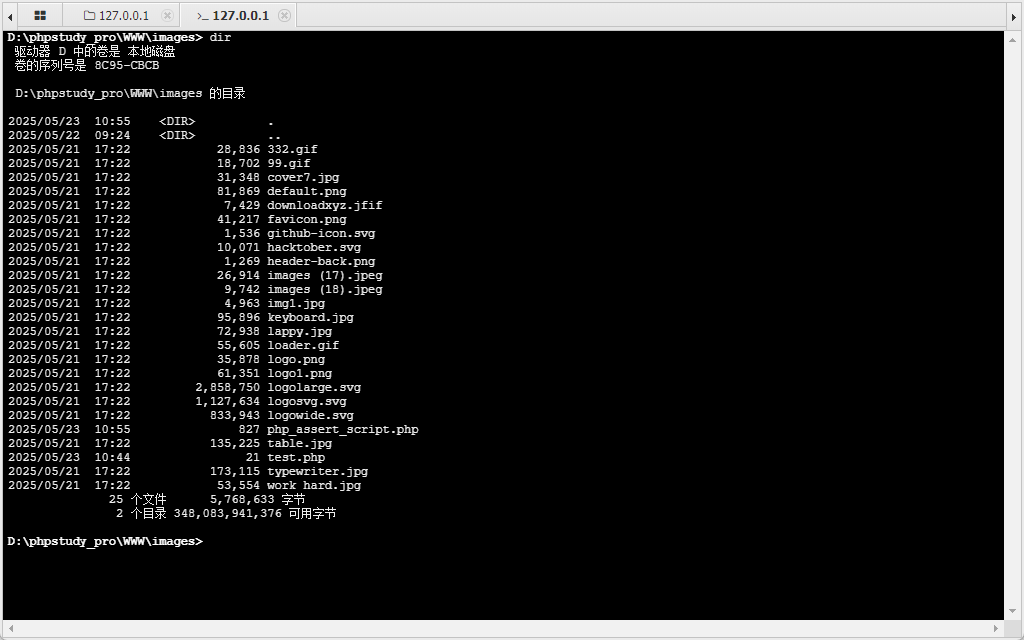 127.0.0.1
>_ 127.0.0.1
D:\phpstudy_pro\WWW\images> dir
驱动器 D 中的卷是 本地磁盘
卷的序列号是 8C95-CBCB
D:\phpstudy_pro\WWW\images 的目录
2025/05/23  10:55    <DIR>          .
2025/05/22  09:24    <DIR>          ..
2025/05/21  17:22            28,836 332.gif
2025/05/21  17:22            18,702 99.gif
2025/05/21  17:22            31,348 cover7.jpg
2025/05/21  17:22            81,869 default.png
2025/05/21  17:22             7,429 downloadxyz.jfif
2025/05/21  17:22            41,217 favicon.png
2025/05/21  17:22             1,536 github-icon.svg
2025/05/21  17:22            10,071 hacktober.svg
2025/05/21  17:22             1,269 header-back.png
2025/05/21  17:22            26,914 images (17).jpeg
2025/05/21  17:22             9,742 images (18).jpeg
2025/05/21  17:22             4,963 img1.jpg
2025/05/21  17:22            95,896 keyboard.jpg
2025/05/21  17:22            72,938 lappy.jpg
2025/05/21  17:22            55,605 loader.gif
2025/05/21  17:22            35,878 logo.png
2025/05/21  17:22            61,351 logo1.png
2025/05/21  17:22         2,858,750 logolarge.svg
2025/05/21  17:22         1,127,634 logosvg.svg
2025/05/21  17:22           833,943 logowide.svg
2025/05/23  10:55               827 php_assert_script.php
2025/05/21  17:22           135,225 table.jpg
2025/05/23  10:44                21 test.php
2025/05/21  17:22           173,115 typewriter.jpg
2025/05/21  17:22            53,554 work hard.jpg
25 个文件      5,768,633 字节
2 个目录 348,083,941,376 可用字节
D:\phpstudy_pro\WWW\images>